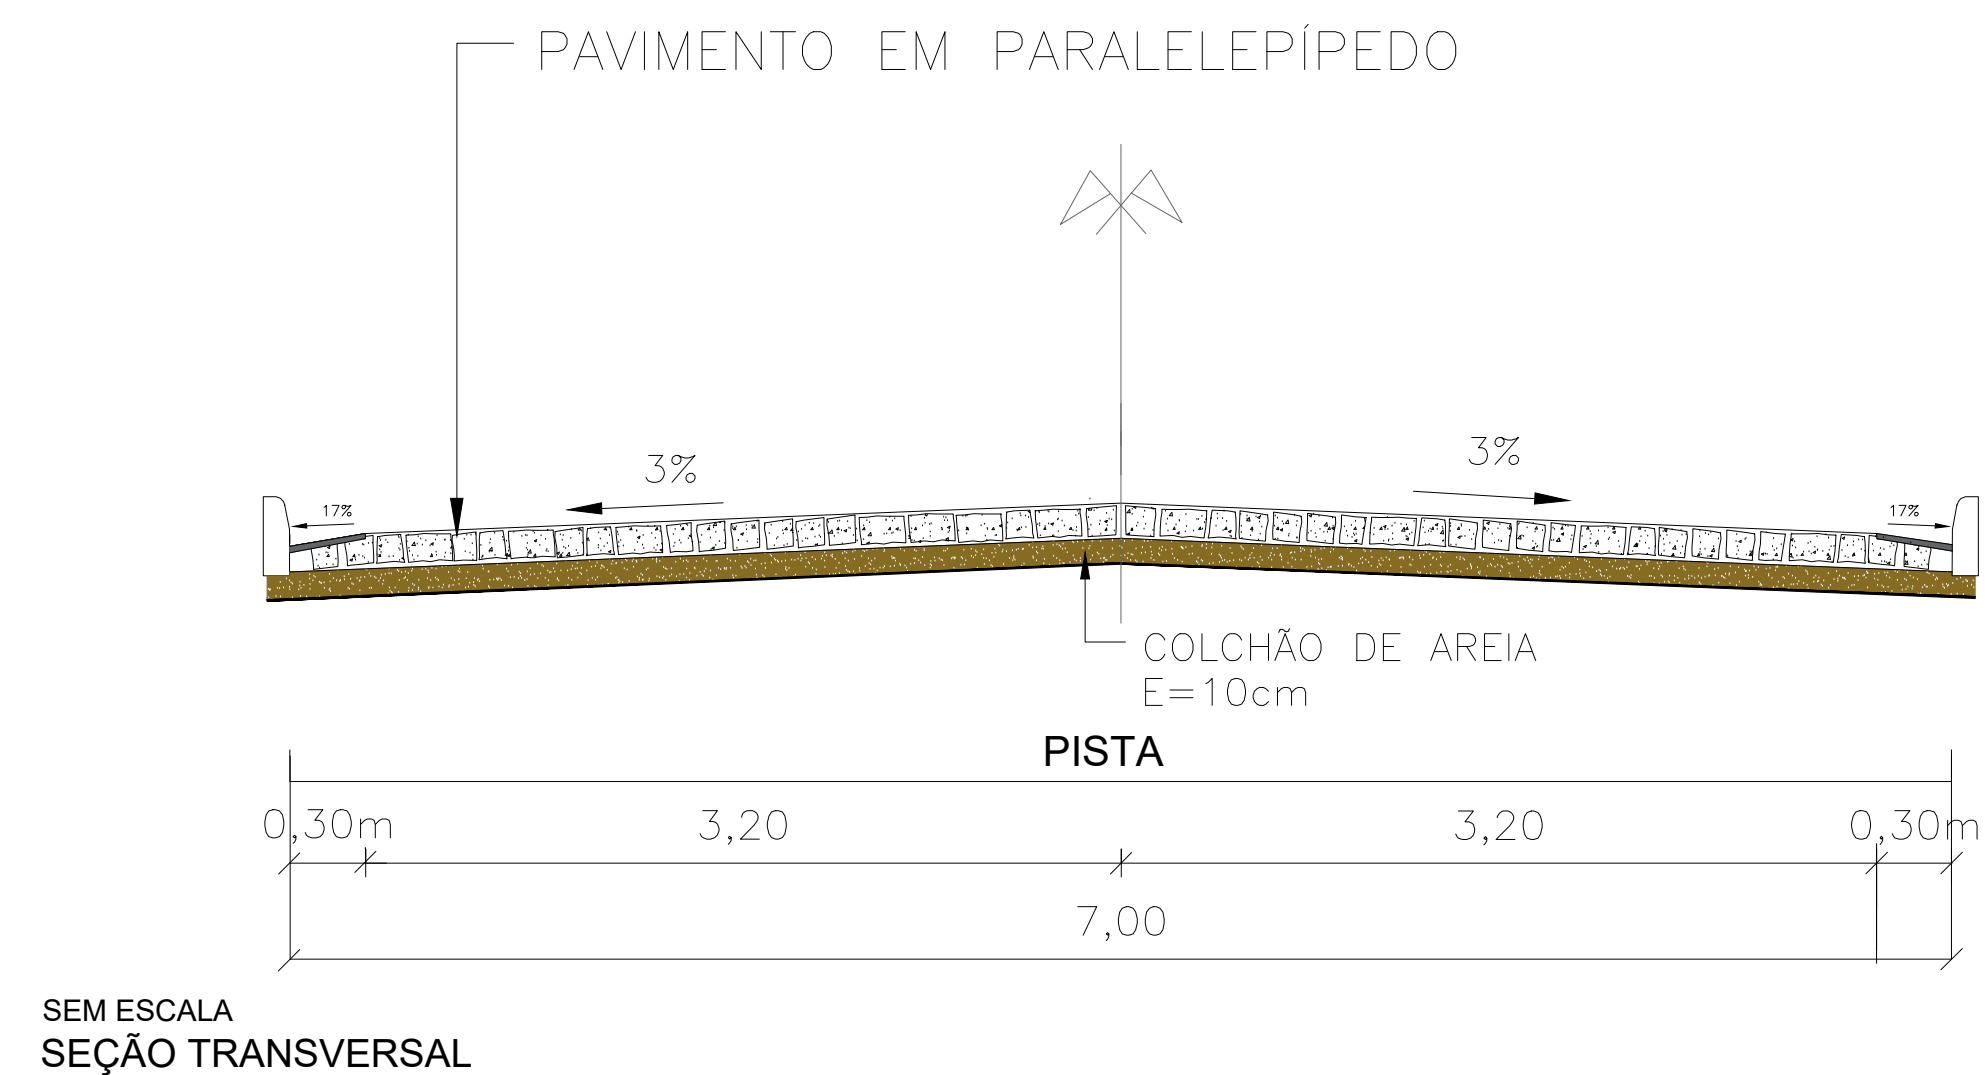 PAVIMENTO EM PARALELEPÍPEDO
3%
3%
17%
17%
COLCHÃO DE AREIA
E=10cm
PISTA
0,30m
3,20
3,20
0,30m
7,00
SEM ESCALA
SEÇÃO TRANSVERSAL